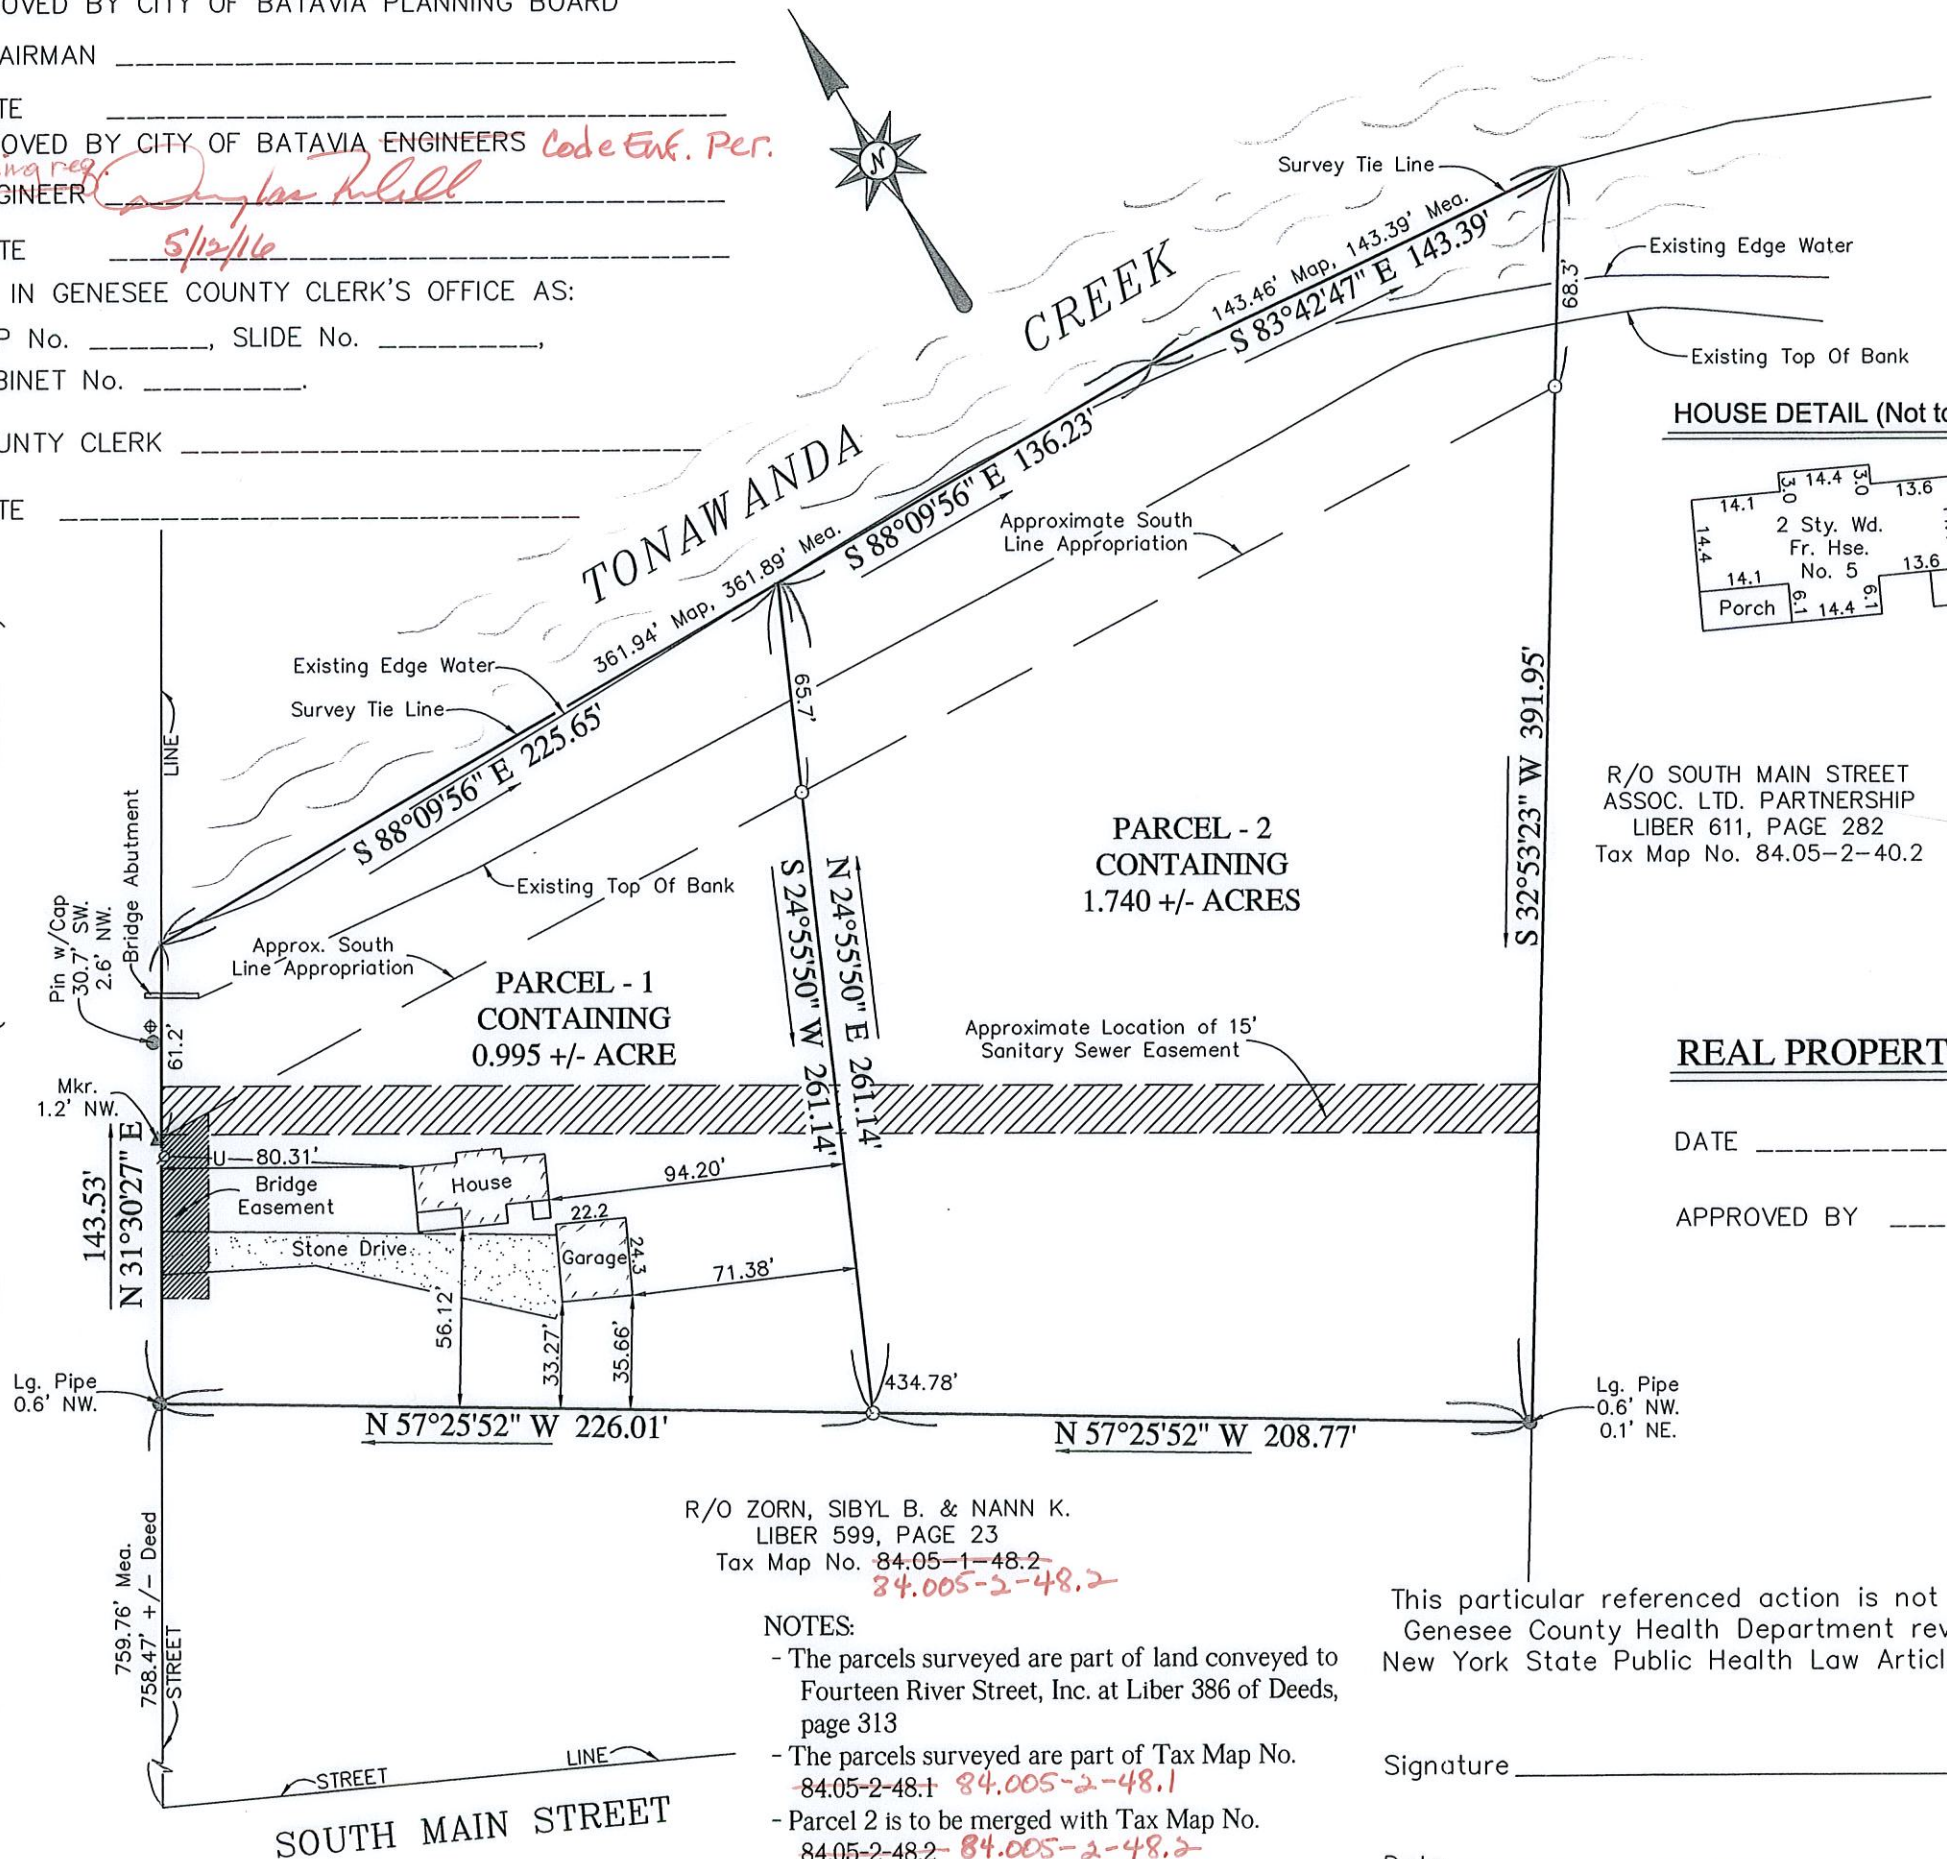 OVED BY CITY OF BATAVIA PLANNING BOARD
AIRMAN
TE
OVED BY CITY OF BATAVIA ENGINEERS Code Enf. Per.
GINEER
TE 5/12/16
IN GENESEE COUNTY CLERK'S OFFICE AS:
P No. ______, SLIDE No. ________,
BINET No. ________.
UNTY CLERK
TE
N
TONAWANDA CREEK
Survey Tie Line
143.46' Map, 143.39' Mea.
S 83°42'47" E 143.39'
68.3'
Existing Edge Water
Existing Top Of Bank
HOUSE DETAIL (Not to
14.1
3.0
14.4
3.0
13.6
14.4
2 Sty. Wd.
Fr. Hse.
No. 5
14.1
13.6
Porch
6.1
14.4
6.1
361.94' Map, 361.89' Mea.
S 88°09'56" E 136.23'
Approximate South
Line Appropriation
Existing Edge Water
Survey Tie Line
S 88°09'56" E 225.65'
65.7'
LINE
Bridge Abutment
Pin w/Cap
30.7' SW.
2.6' NW.
61.2'
Existing Top Of Bank
Approx. South
Line Appropriation
PARCEL - 1
CONTAINING
0.995 +/- ACRE
S 24°55'50" W 261.14'
N 24°55'50" E 261.14'
PARCEL - 2
CONTAINING
1.740 +/- ACRES
S 32°53'23" W 391.95'
R/O SOUTH MAIN STREET
ASSOC. LTD. PARTNERSHIP
LIBER 611, PAGE 282
Tax Map No. 84.05-2-40.2
Approximate Location of 15'
Sanitary Sewer Easement
REAL PROPERT
DATE
APPROVED BY
Mkr.
1.2' NW.
143.53'
N 31°30'27" E
U
80.31'
Bridge
Easement
House
94.20'
22.2
Stone Drive
Garage
24.3
71.38'
56.12'
33.27'
35.66'
Lg. Pipe
0.6' NW.
434.78'
N 57°25'52" W 226.01'
N 57°25'52" W 208.77'
Lg. Pipe
0.6' NW.
0.1' NE.
R/O ZORN, SIBYL B. & NANN K.
LIBER 599, PAGE 23
Tax Map No. 84.05-1-48.2
84.005-2-48.2
759.76' Mea.
758.47' +/- Deed
STREET
STREET LINE
SOUTH MAIN STREET
NOTES:
- The parcels surveyed are part of land conveyed to
Fourteen River Street, Inc. at Liber 386 of Deeds,
page 313
- The parcels surveyed are part of Tax Map No.
84.05-2-48.1 84.005-2-48.1
- Parcel 2 is to be merged with Tax Map No.
84.05-2-48.2 84.005-2-48.2
This particular referenced action is not
Genesee County Health Department rev
New York State Public Health Law Articl
Signature